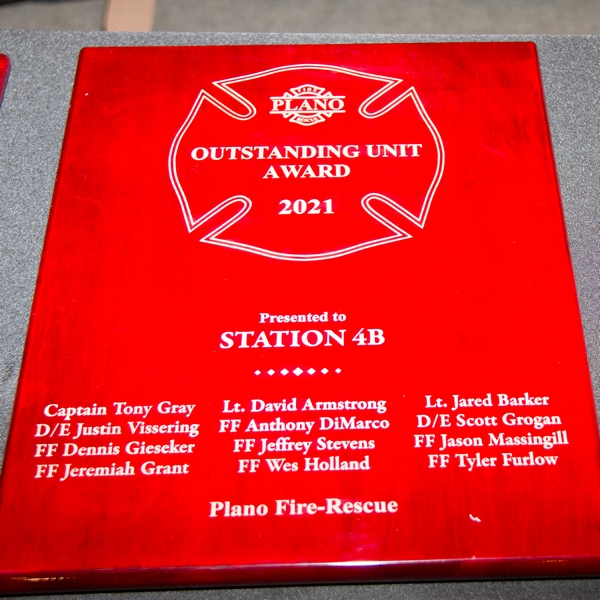 FIRE
PLANO
RESCUE
OUTSTANDING UNIT
AWARD
2021
Presented to
STATION 4B
Captain Tony Gray
D/E Justin Vissering
FF Dennis Gieseker
FF Jeremiah Grant
Lt. David Armstrong
FF Anthony DiMarco
FF Jeffrey Stevens
FF Wes Holland
Lt. Jared Barker
D/E Scott Grogan
FF Jason Massingill
FF Tyler Furlow
Plano Fire-Rescue